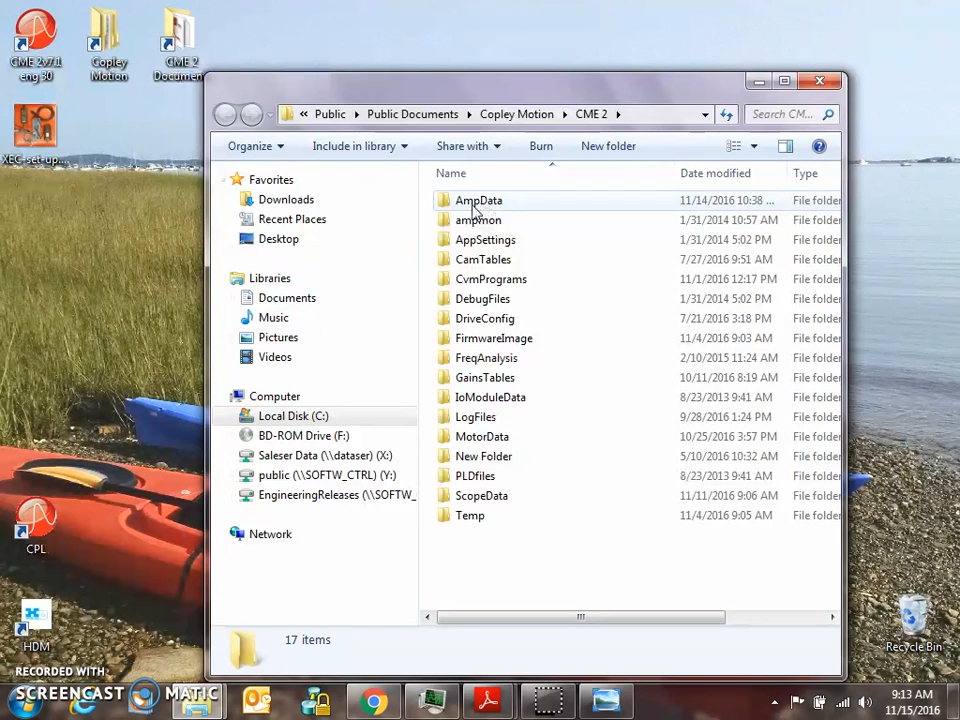 CME 2v7.1
eng 30
Copley
Motion
CME 2
Documen...
XEC-set-up...
CPL
HDM
Recycle Bin
« Public ▸ Public Documents ▸ Copley Motion ▸ CME 2 ▸
Search CM...
Organize
Include in library
Share with
Burn
New folder
Favorites
Downloads
Recent Places
Desktop
Libraries
Documents
Music
Pictures
Videos
Computer
Local Disk (C:)
BD-ROM Drive (F:)
Saleser Data (\\dataser) (X:)
public (\\SOFTW_CTRL) (Y:)
EngineeringReleases (\\SOFTW_
Network
Name Date modified Type
AmpData 11/14/2016 10:38 ... File folder
ampmon 1/31/2014 10:57 AM File folder
AppSettings 1/31/2014 5:02 PM File folder
CamTables 7/27/2016 9:51 AM File folder
CvmPrograms 11/1/2016 12:17 PM File folder
DebugFiles 1/31/2014 5:02 PM File folder
DriveConfig 7/21/2016 3:18 PM File folder
FirmwareImage 11/4/2016 9:03 AM File folder
FreqAnalysis 2/10/2015 11:24 AM File folder
GainsTables 10/11/2016 8:19 AM File folder
IoModuleData 8/23/2013 9:41 AM File folder
LogFiles 9/28/2016 1:24 PM File folder
MotorData 10/25/2016 3:57 PM File folder
New Folder 5/10/2016 10:32 AM File folder
PLDfiles 8/23/2013 9:41 AM File folder
ScopeData 11/11/2016 9:06 AM File folder
Temp 11/4/2016 9:05 AM File folder
17 items
RECORDED WITH
SCREENCAST MATIC
9:13 AM
11/15/2016